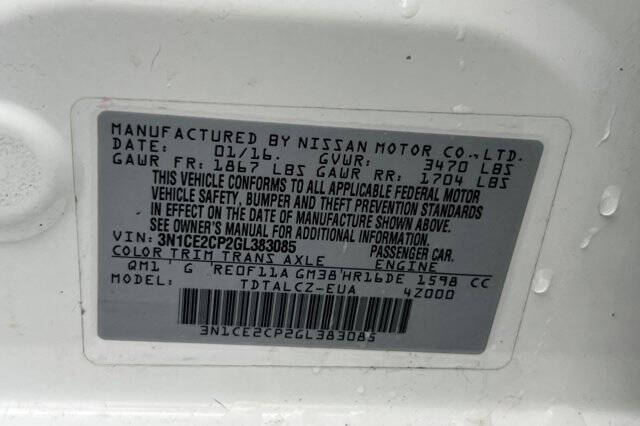 MANUFACTURED BY NISSAN MOTOR CO.,LTD.
DATE: 01/16. GVWR: 3470 LBS
GAWR FR: 1867 LBS GAWR RR: 1704 LBS
THIS VEHICLE CONFORMS TO ALL APPLICABLE FEDERAL MOTOR
VEHICLE SAFETY, BUMPER AND THEFT PREVENTION STANDARDS
IN EFFECT ON THE DATE OF MANUFACTURE SHOWN ABOVE.
SEE OWNER'S MANUAL FOR ADDITIONAL INFORMATION.
VIN: 3N1CE2CP2GL383085 PASSENGER CAR.
COLOR TRIM TRANS AXLE ENGINE
QM1 G RE0F11A GM38 HR16DE 1598 CC
MODEL: TDTALCZ-EUA 4Z000
3N1CE2CP2GL383085